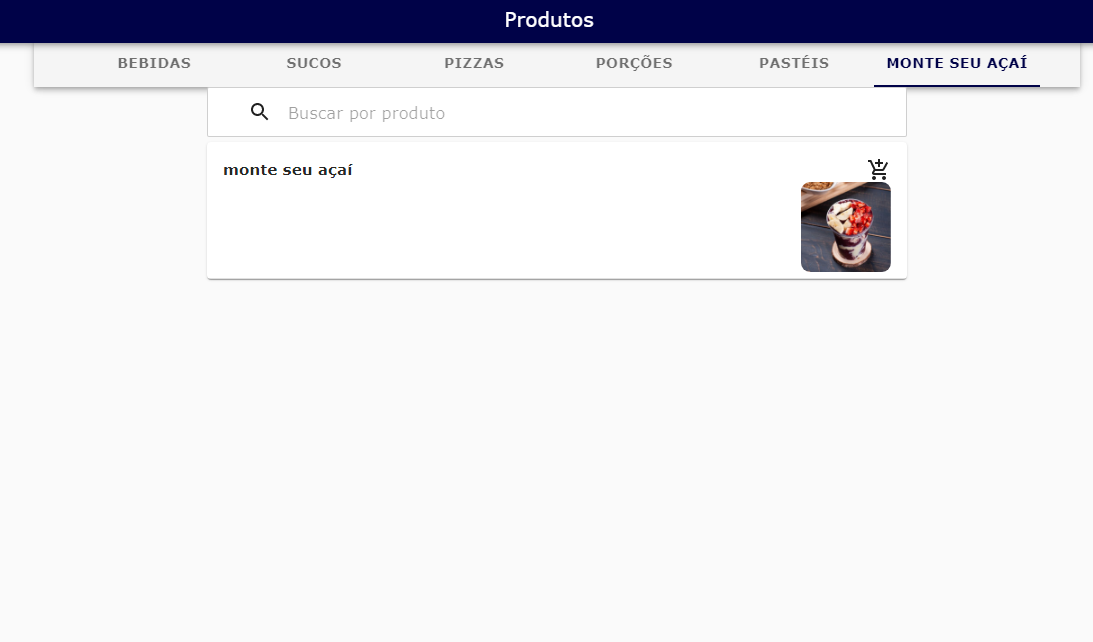 Produtos
BEBIDAS SUCOS PIZZAS PORÇÕES PASTÉIS MONTE SEU AÇAÍ
Buscar por produto
monte seu açaí